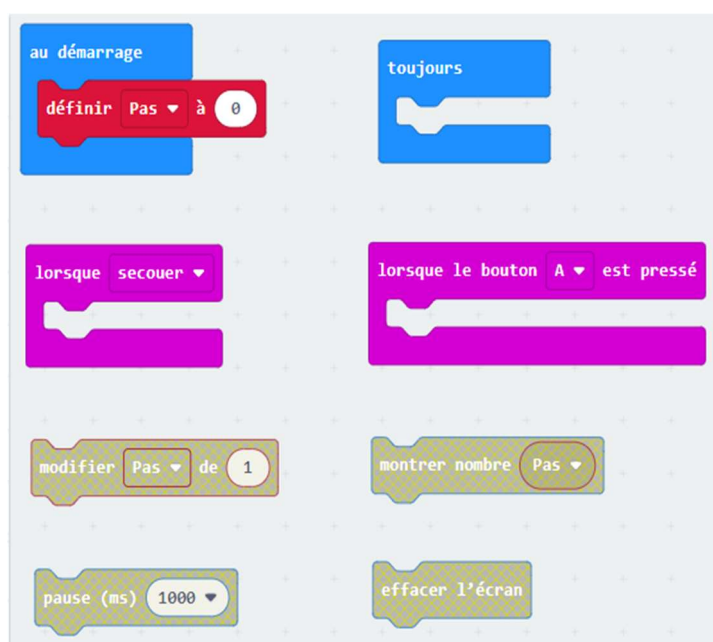 au démarrage
définir Pas à 0
toujours
lorsque secouer
lorsque le bouton A est pressé
modifier Pas de 1
montrer nombre Pas
pause (ms) 1000
effacer l'écran